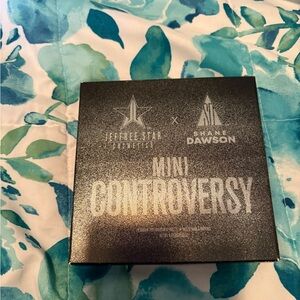 JEFFREE STAR
COSMETICS
X
SHANE
DAWSON
MINI
CONTROVERSY